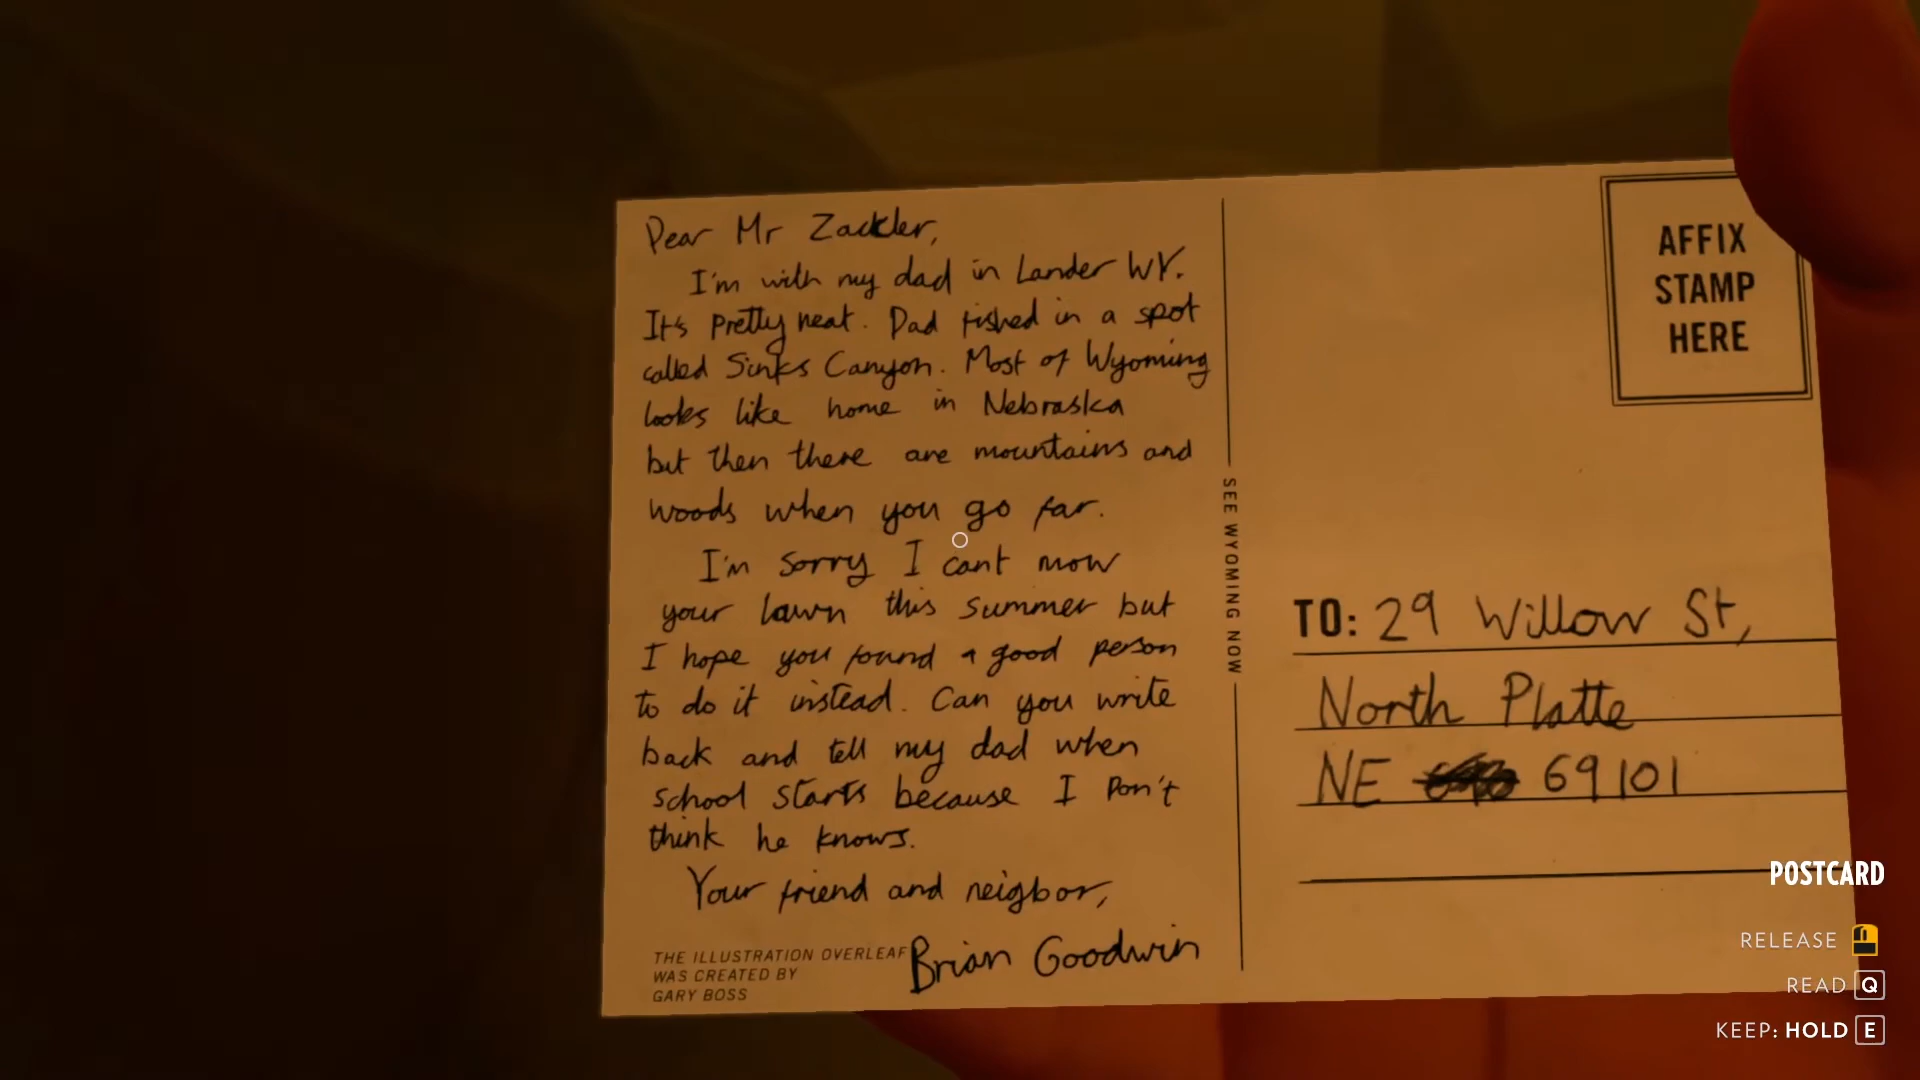 Dear Mr Zackler,
I'm with my dad in Lander WY.
It's pretty neat. Dad fished in a spot
called Sinks Canyon. Most of Wyoming
looks like home in Nebraska
but then there are mountains and
woods when you go far.
I'm sorry I cant mow
your lawn this summer but
I hope you found a good person
to do it instead. Can you write
back and tell my dad when
school starts because I Don't
think he knows.
Your friend and neigbor,
Brian Goodwin
THE ILLUSTRATION OVERLEAF
WAS CREATED BY
GARY BOSS
SEE WYOMING NOW
AFFIX
STAMP
HERE
TO: 29 Willow St,
North Platte
NE 69101
POSTCARD
RELEASE
READ Q
KEEP: HOLD E